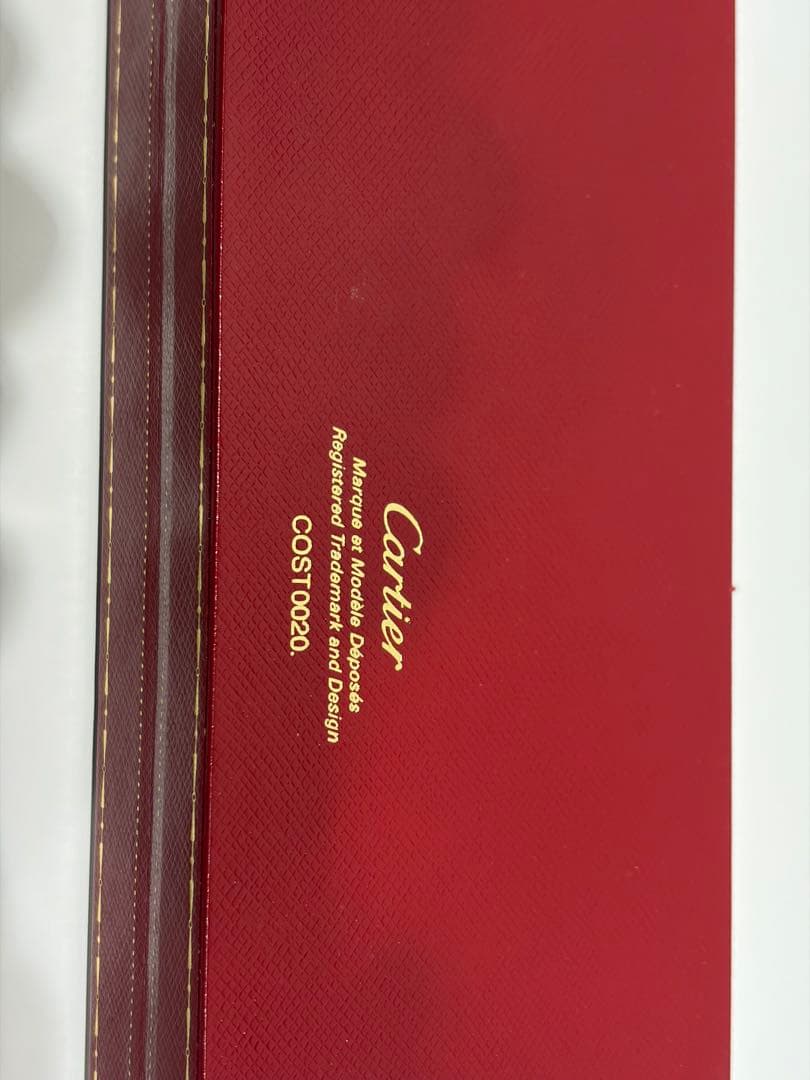 Cartier
Marque et Modèle Déposés
Registered Trademark and Design
COST0020.